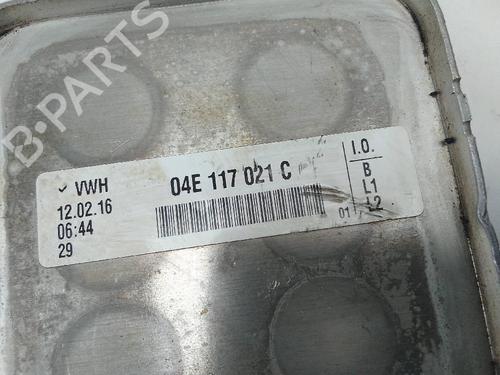 B-PARTS
✓ VWH 04E 117 021 C I.O.
12.02.16 B
06:44 L1
29 01 L2